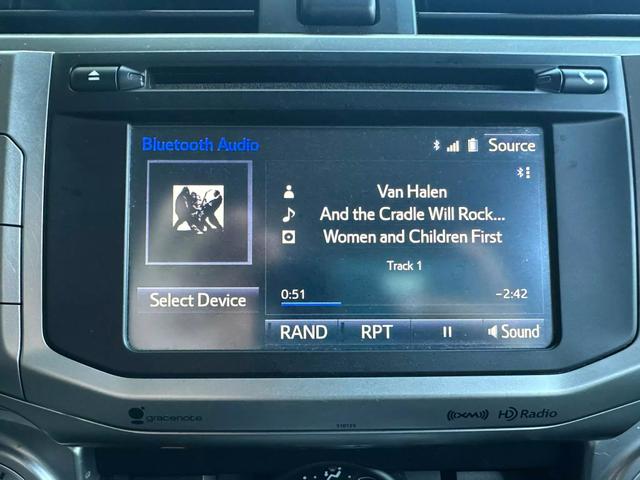 Bluetooth Audio
Source
Van Halen
And the Cradle Will Rock...
Women and Children First
Track 1
Select Device
0:51
-2:42
RAND
RPT
Sound
gracenote
((XM))
HD Radio